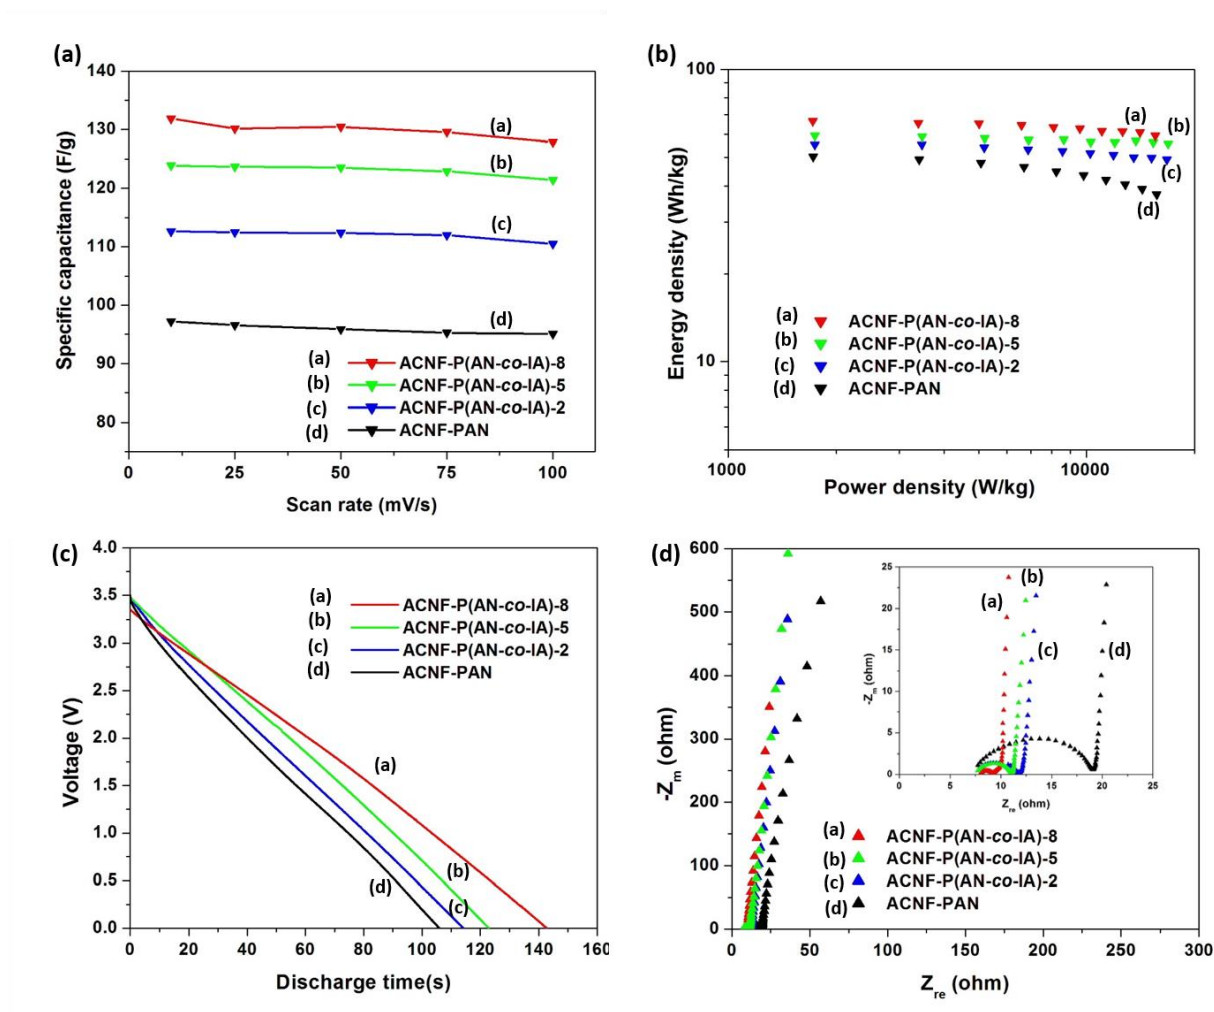 (a)
140
130
120
110
100
90
80
0
25
50
75
100
Specific capacitance (F/g)
Scan rate (mV/s)
(a)
(b)
(c)
(d)
(a) ACNF-P(AN-co-IA)-8
(b) ACNF-P(AN-co-IA)-5
(c) ACNF-P(AN-co-IA)-2
(d) ACNF-PAN
(b)
100
10
1000
10000
Energy density (Wh/kg)
Power density (W/kg)
(a)
(b)
(c)
(d)
(a) ACNF-P(AN-co-IA)-8
(b) ACNF-P(AN-co-IA)-5
(c) ACNF-P(AN-co-IA)-2
(d) ACNF-PAN
(c)
4.0
3.5
3.0
2.5
2.0
1.5
1.0
0.5
0.0
0
20
40
60
80
100
120
140
160
Voltage (V)
Discharge time(s)
(a) ACNF-P(AN-co-IA)-8
(b) ACNF-P(AN-co-IA)-5
(c) ACNF-P(AN-co-IA)-2
(d) ACNF-PAN
(a)
(b)
(c)
(d)
(d)
600
500
400
300
200
100
0
0
50
100
150
200
250
300
-Zm (ohm)
Zre (ohm)
25
20
15
10
5
0
0
5
10
15
20
25
-Zm (ohm)
Zre (ohm)
(b)
(a)
(c)
(d)
(a) ACNF-P(AN-co-IA)-8
(b) ACNF-P(AN-co-IA)-5
(c) ACNF-P(AN-co-IA)-2
(d) ACNF-PAN